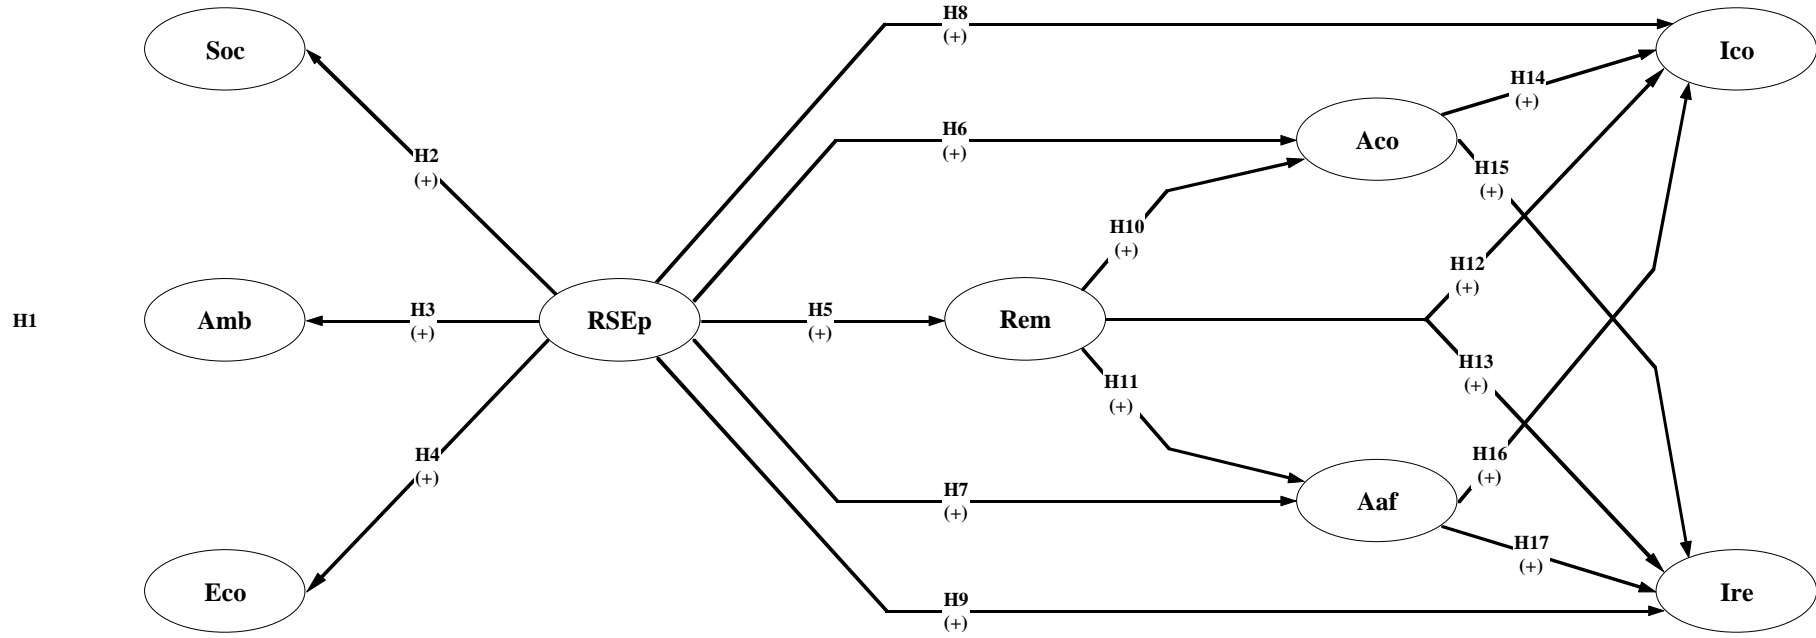 H8
(+)
Soc
Ico
H14
(+)
H6
(+)
Aco
H2
(+)
H15
(+)
H10
(+)
H12
(+)
H1
Amb
H3
(+)
RSEp
H5
(+)
Rem
H13
(+)
H11
(+)
H4
(+)
H16
(+)
H7
(+)
Aaf
H17
(+)
Eco
H9
(+)
Ire